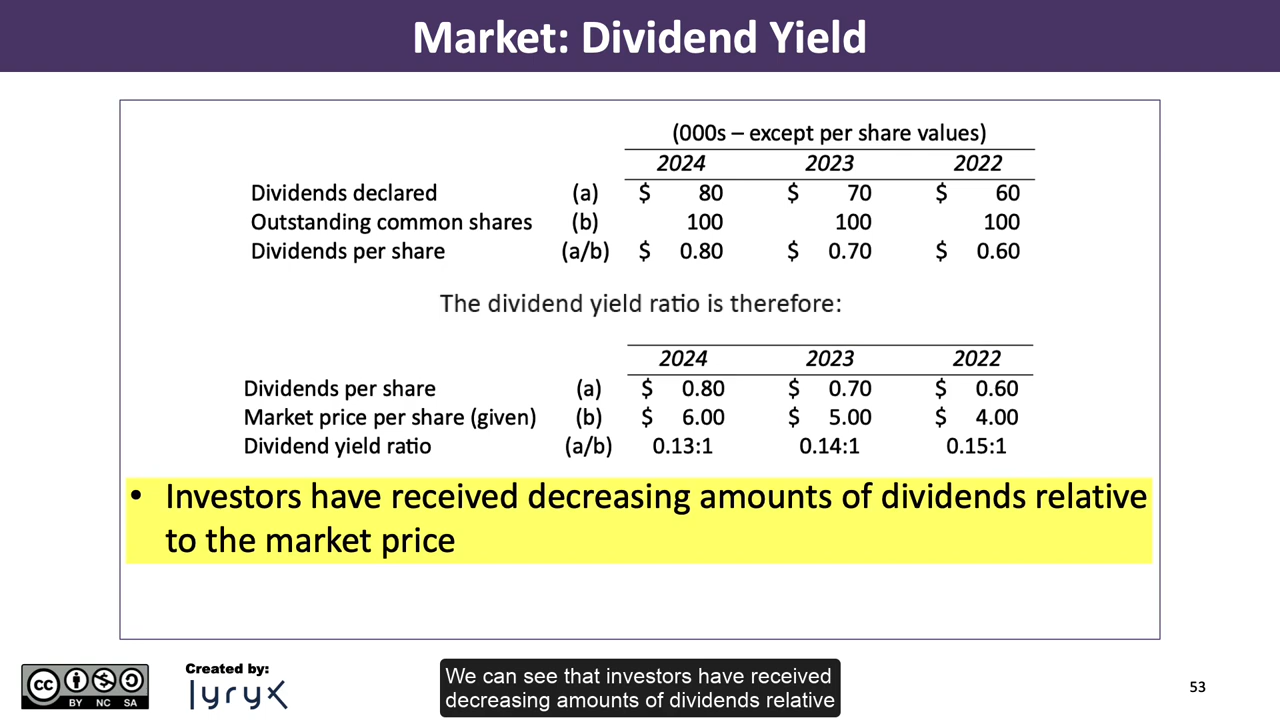 Market: Dividend Yield
(000s – except per share values)
2024 2023 2022
Dividends declared (a) $ 80 $ 70 $ 60
Outstanding common shares (b) 100 100 100
Dividends per share (a/b) $ 0.80 $ 0.70 $ 0.60
The dividend yield ratio is therefore:
2024 2023 2022
Dividends per share (a) $ 0.80 $ 0.70 $ 0.60
Market price per share (given) (b) $ 6.00 $ 5.00 $ 4.00
Dividend yield ratio (a/b) 0.13:1 0.14:1 0.15:1
• Investors have received decreasing amounts of dividends relative
to the market price
cc BY NC SA
Created by:
lyryx
We can see that investors have received
decreasing amounts of dividends relative
53